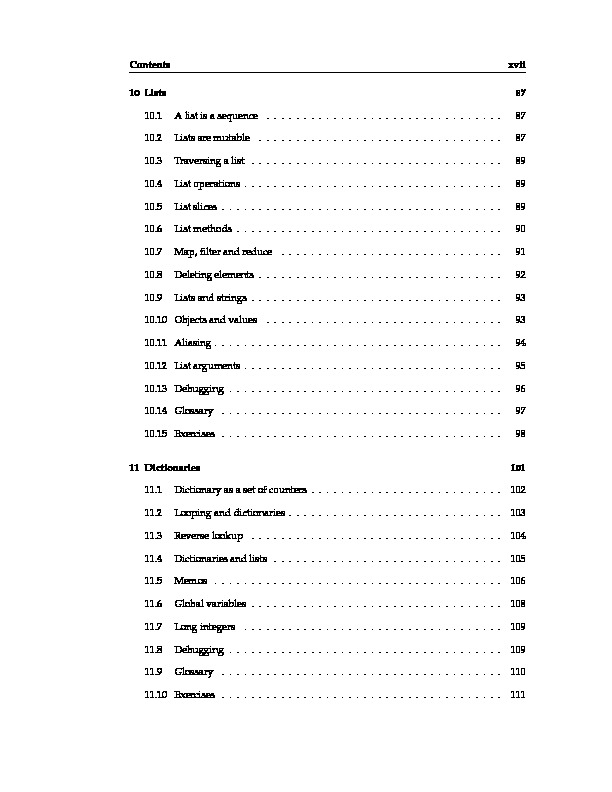 Contents xvii
10 Lists 87
10.1 A list is a sequence . . . . . . . . . . . . . . . . . . . . . . . . . . . . . . . . 87
10.2 Lists are mutable . . . . . . . . . . . . . . . . . . . . . . . . . . . . . . . . . 87
10.3 Traversing a list . . . . . . . . . . . . . . . . . . . . . . . . . . . . . . . . . . 89
10.4 List operations . . . . . . . . . . . . . . . . . . . . . . . . . . . . . . . . . . . 89
10.5 List slices . . . . . . . . . . . . . . . . . . . . . . . . . . . . . . . . . . . . . . 89
10.6 List methods . . . . . . . . . . . . . . . . . . . . . . . . . . . . . . . . . . . . 90
10.7 Map, filter and reduce . . . . . . . . . . . . . . . . . . . . . . . . . . . . . . 91
10.8 Deleting elements . . . . . . . . . . . . . . . . . . . . . . . . . . . . . . . . . 92
10.9 Lists and strings . . . . . . . . . . . . . . . . . . . . . . . . . . . . . . . . . . 93
10.10 Objects and values . . . . . . . . . . . . . . . . . . . . . . . . . . . . . . . . 93
10.11 Aliasing . . . . . . . . . . . . . . . . . . . . . . . . . . . . . . . . . . . . . . . 94
10.12 List arguments . . . . . . . . . . . . . . . . . . . . . . . . . . . . . . . . . . . 95
10.13 Debugging . . . . . . . . . . . . . . . . . . . . . . . . . . . . . . . . . . . . . 96
10.14 Glossary . . . . . . . . . . . . . . . . . . . . . . . . . . . . . . . . . . . . . . 97
10.15 Exercises . . . . . . . . . . . . . . . . . . . . . . . . . . . . . . . . . . . . . . 98
11 Dictionaries 101
11.1 Dictionary as a set of counters . . . . . . . . . . . . . . . . . . . . . . . . . . 102
11.2 Looping and dictionaries . . . . . . . . . . . . . . . . . . . . . . . . . . . . . 103
11.3 Reverse lookup . . . . . . . . . . . . . . . . . . . . . . . . . . . . . . . . . . 104
11.4 Dictionaries and lists . . . . . . . . . . . . . . . . . . . . . . . . . . . . . . . 105
11.5 Memos . . . . . . . . . . . . . . . . . . . . . . . . . . . . . . . . . . . . . . . 106
11.6 Global variables . . . . . . . . . . . . . . . . . . . . . . . . . . . . . . . . . . 108
11.7 Long integers . . . . . . . . . . . . . . . . . . . . . . . . . . . . . . . . . . . 109
11.8 Debugging . . . . . . . . . . . . . . . . . . . . . . . . . . . . . . . . . . . . . 109
11.9 Glossary . . . . . . . . . . . . . . . . . . . . . . . . . . . . . . . . . . . . . . 110
11.10 Exercises . . . . . . . . . . . . . . . . . . . . . . . . . . . . . . . . . . . . . . 111